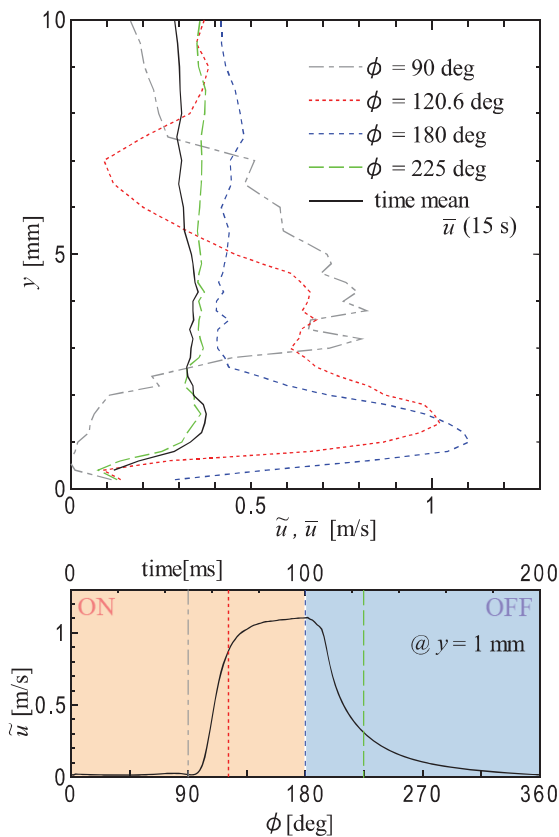 10
5
0
y [mm]
ϕ = 90 deg
ϕ = 120.6 deg
ϕ = 180 deg
ϕ = 225 deg
time mean
u̅ (15 s)
0 0.5 1
ũ , u̅ [m/s]
0 100 200
time[ms]
ON OFF
@ y = 1 mm
1
0.5
0
ũ [m/s]
0 90 180 270 360
ϕ [deg]